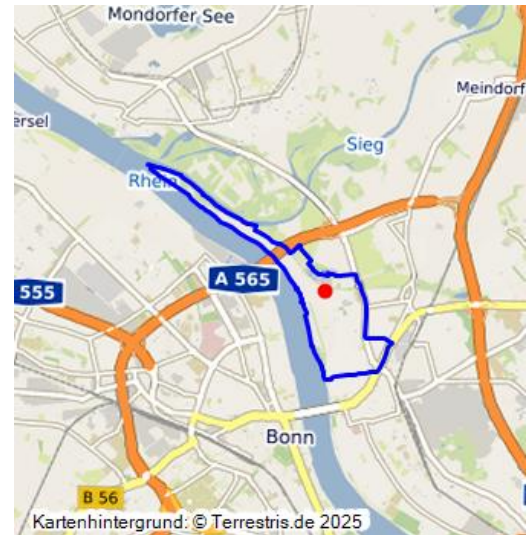 Mondorfer See
Meindorf
ersel
Sieg
Rhein
A 565
555
Bonn
B 56
Kartenhintergrund: © Terrestris.de 2025